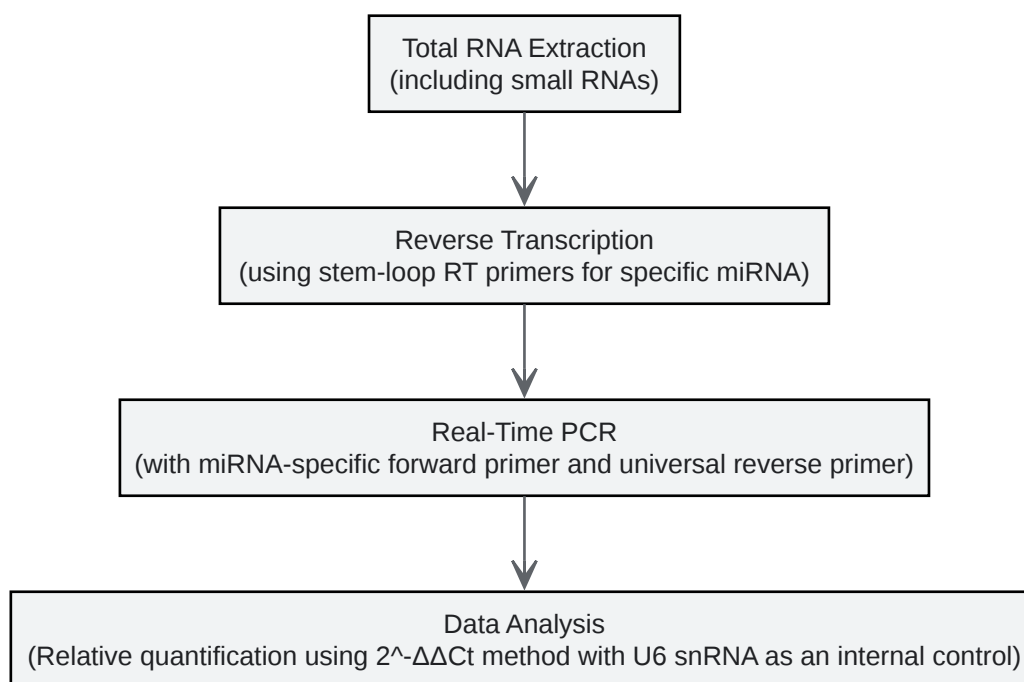 Total RNA Extraction
(including small RNAs)
Reverse Transcription
(using stem-loop RT primers for specific miRNA)
Real-Time PCR
(with miRNA-specific forward primer and universal reverse primer)
Data Analysis
(Relative quantification using 2^-ΔΔCt method with U6 snRNA as an internal control)